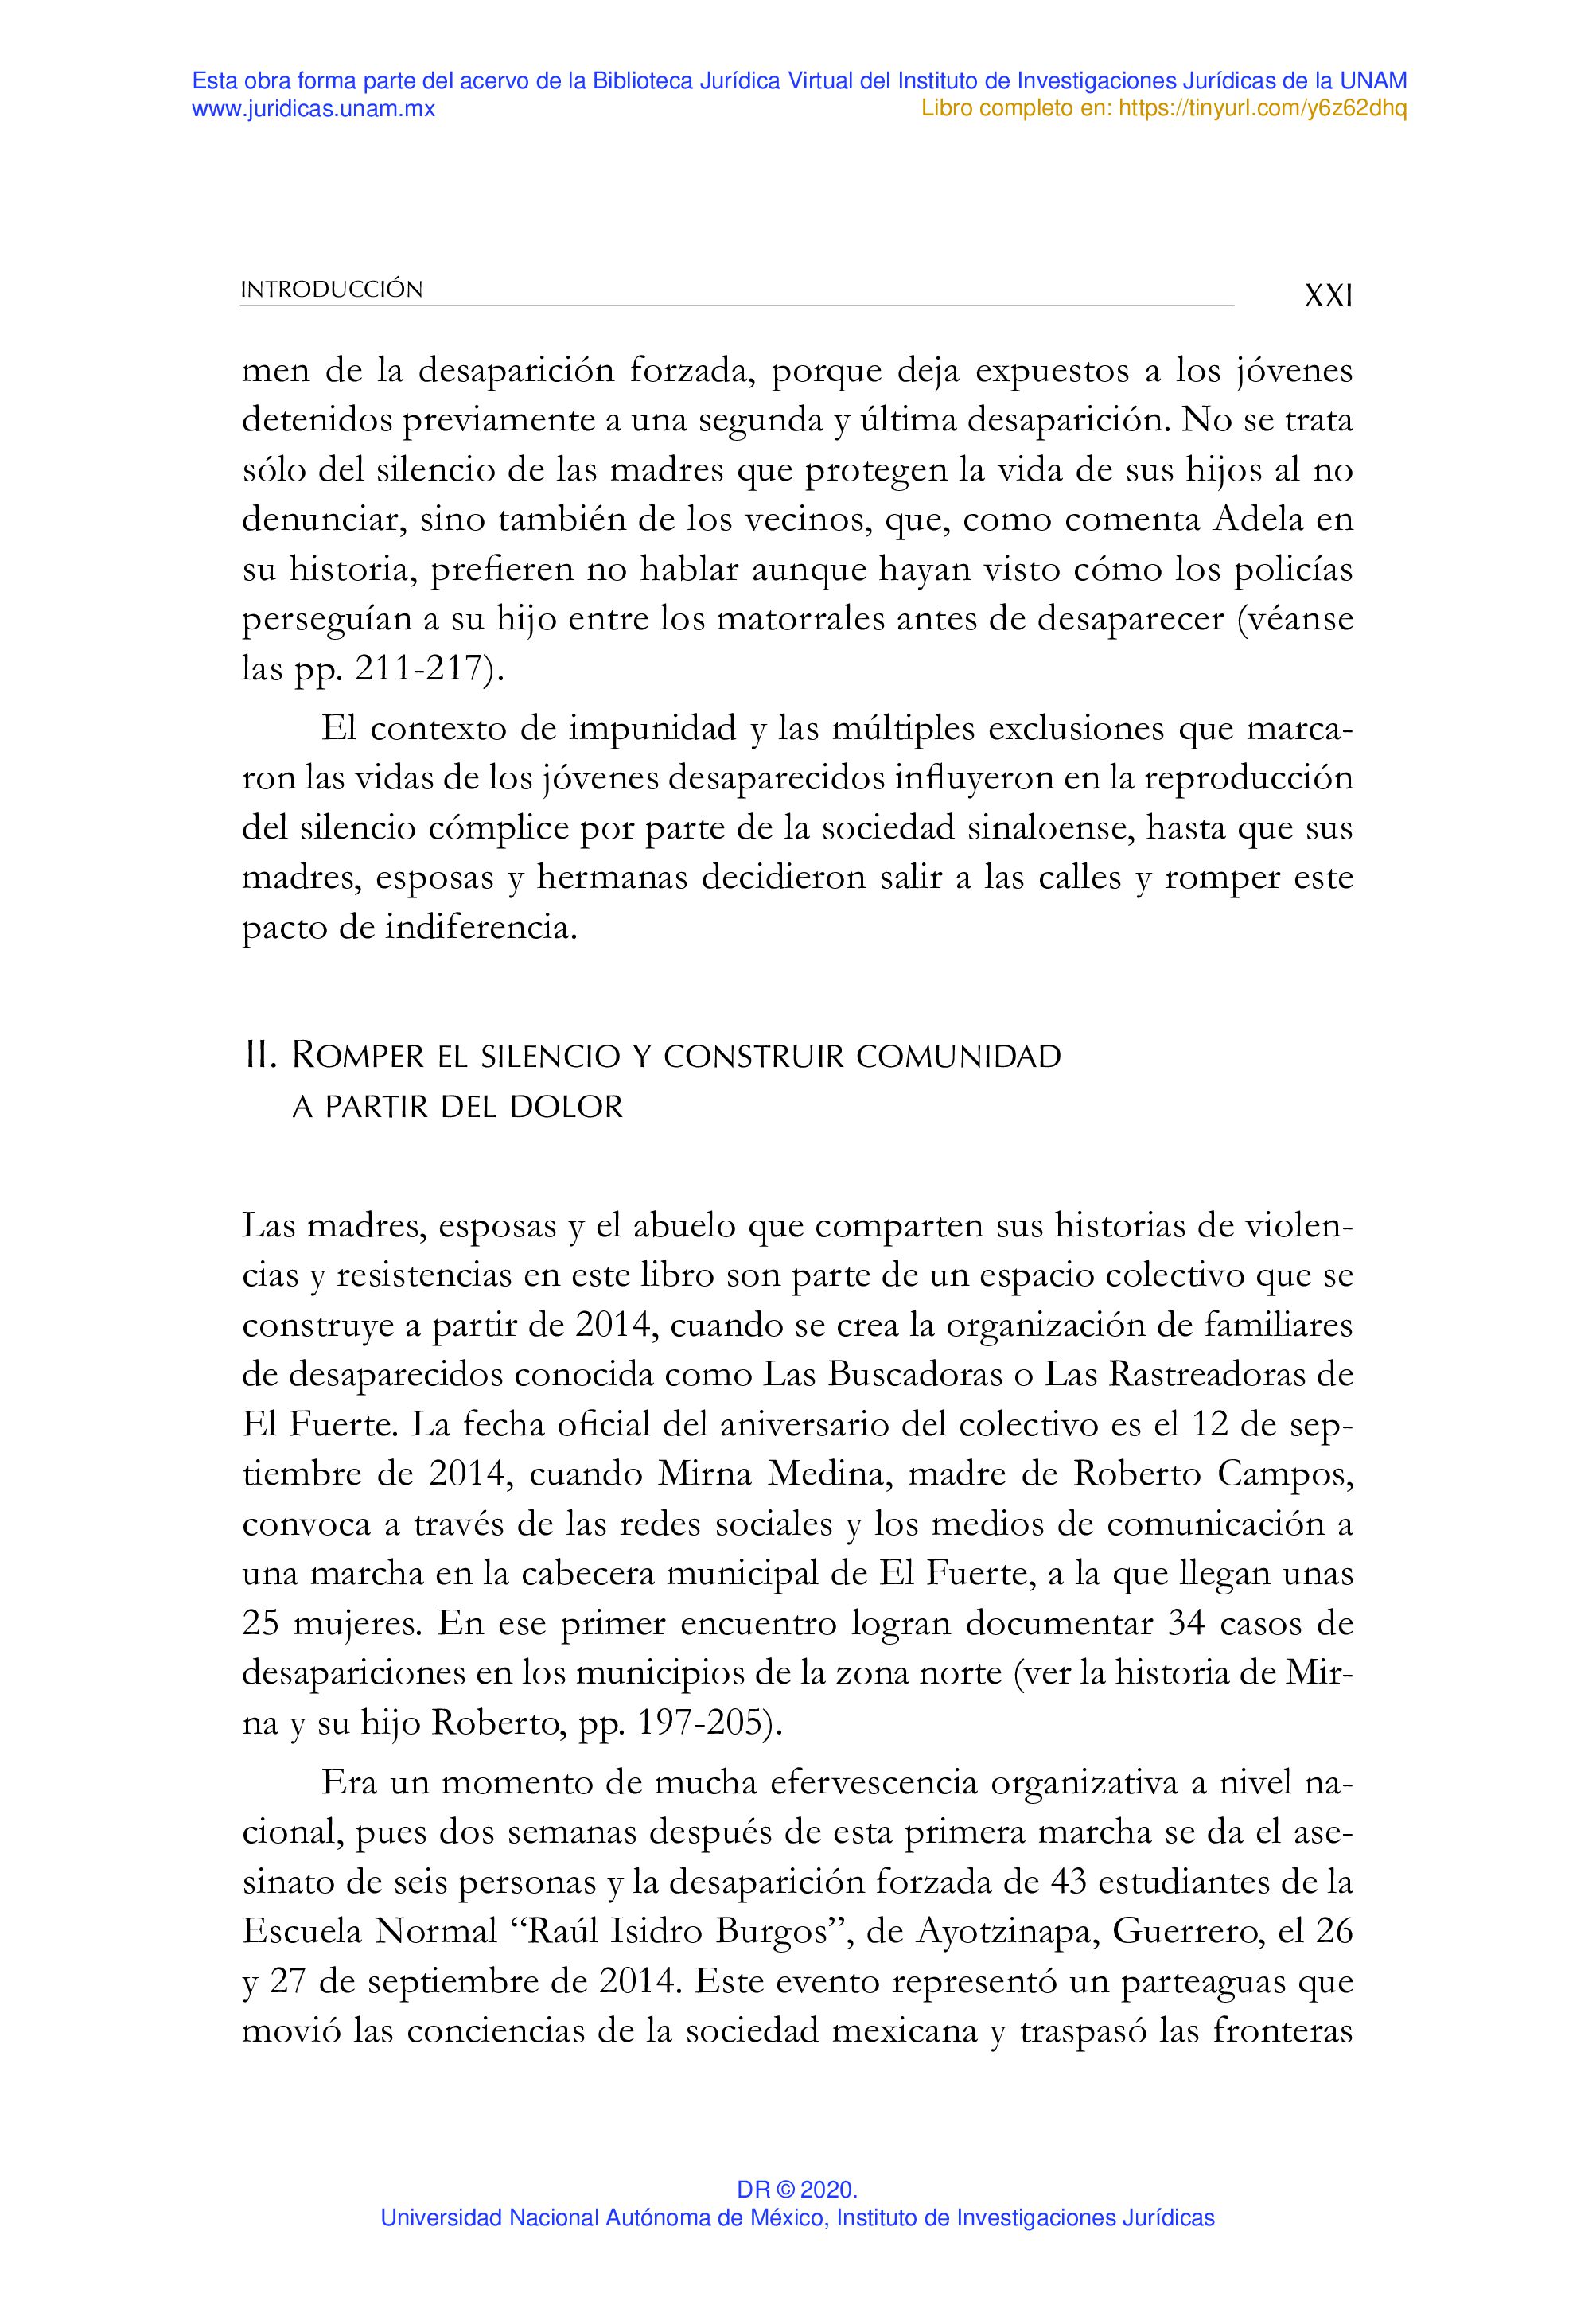 Esta obra forma parte del acervo de la Biblioteca Jurídica Virtual del Instituto de Investigaciones Jurídicas de la UNAM
www.juridicas.unam.mx
Libro completo en: https://tinyurl.com/y6z62dhq
INTRODUCCIÓN
XXI
men de la desaparición forzada, porque deja expuestos a los jóvenes
detenidos previamente a una segunda y última desaparición. No se trata
sólo del silencio de las madres que protegen la vida de sus hijos al no
denunciar, sino también de los vecinos, que, como comenta Adela en
su historia, prefieren no hablar aunque hayan visto cómo los policías
perseguían a su hijo entre los matorrales antes de desaparecer (véanse
las pp. 211-217).
El contexto de impunidad y las múltiples exclusiones que marca-
ron las vidas de los jóvenes desaparecidos influyeron en la reproducción
del silencio cómplice por parte de la sociedad sinaloense, hasta que sus
madres, esposas y hermanas decidieron salir a las calles y romper este
pacto de indiferencia.
II. ROMPER EL SILENCIO Y CONSTRUIR COMUNIDAD
A PARTIR DEL DOLOR
Las madres, esposas y el abuelo que comparten sus historias de violen-
cias y resistencias en este libro son parte de un espacio colectivo que se
construye a partir de 2014, cuando se crea la organización de familiares
de desaparecidos conocida como Las Buscadoras o Las Rastreadoras de
El Fuerte. La fecha oficial del aniversario del colectivo es el 12 de sep-
tiembre de 2014, cuando Mirna Medina, madre de Roberto Campos,
convoca a través de las redes sociales y los medios de comunicación a
una marcha en la cabecera municipal de El Fuerte, a la que llegan unas
25 mujeres. En ese primer encuentro logran documentar 34 casos de
desapariciones en los municipios de la zona norte (ver la historia de Mir-
na y su hijo Roberto, pp. 197-205).
Era un momento de mucha efervescencia organizativa a nivel na-
cional, pues dos semanas después de esta primera marcha se da el ase-
sinato de seis personas y la desaparición forzada de 43 estudiantes de la
Escuela Normal “Raúl Isidro Burgos”, de Ayotzinapa, Guerrero, el 26
y 27 de septiembre de 2014. Este evento representó un parteaguas que
movió las conciencias de la sociedad mexicana y traspasó las fronteras
DR © 2020.
Universidad Nacional Autónoma de México, Instituto de Investigaciones Jurídicas